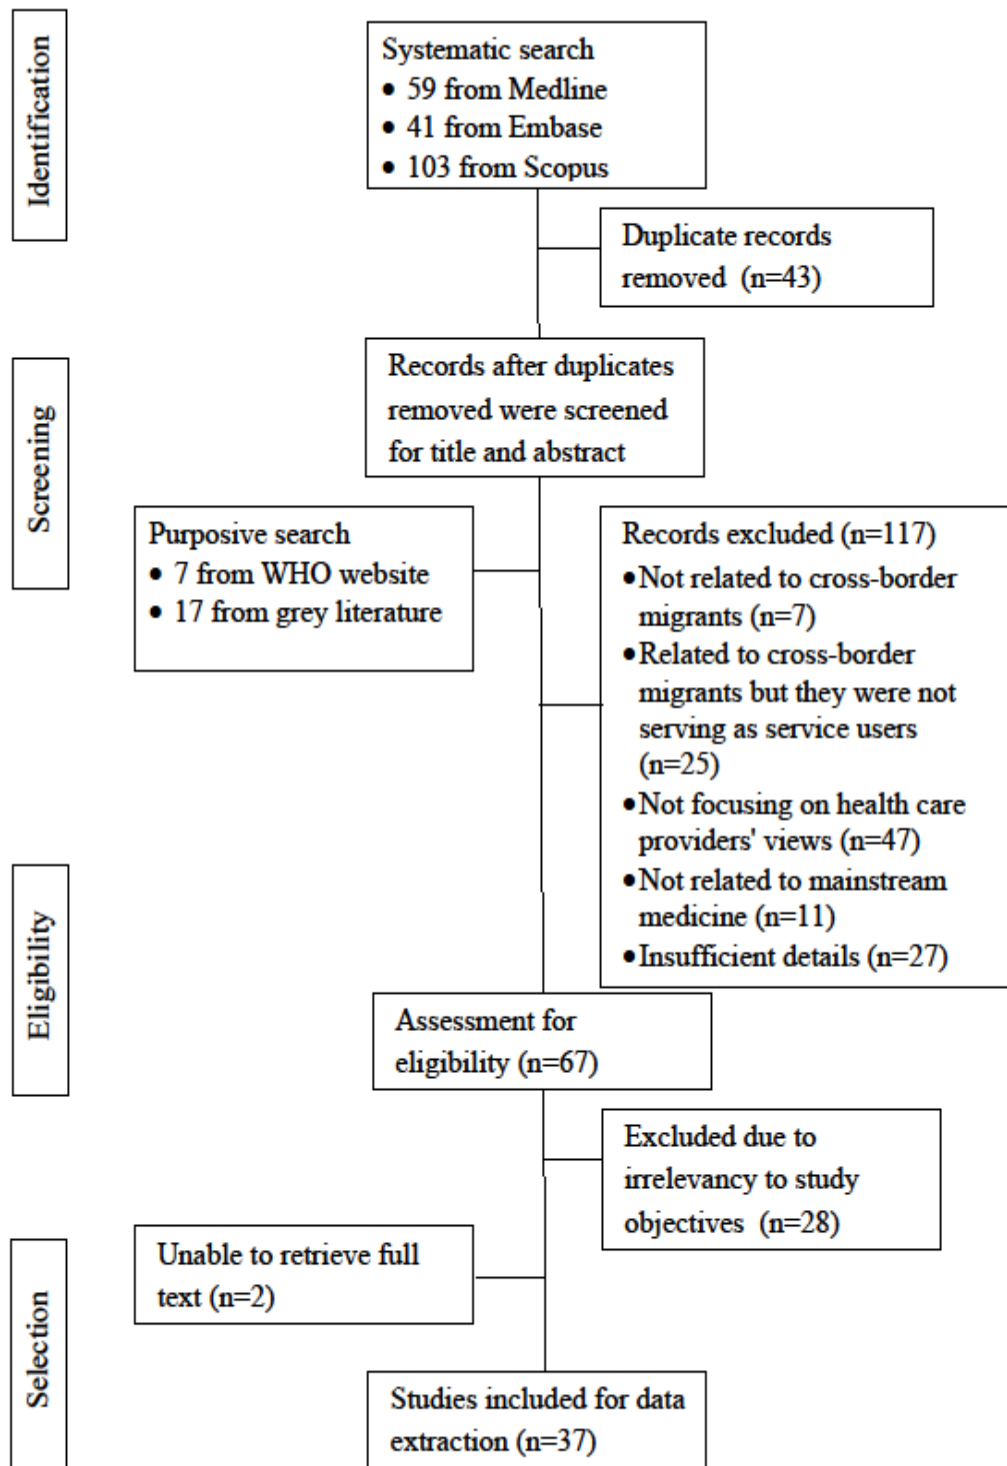 Identification
Systematic search
• 59 from Medline
• 41 from Embase
• 103 from Scopus
Duplicate records
removed (n=43)
Screening
Records after duplicates
removed were screened
for title and abstract
Purposive search
• 7 from WHO website
• 17 from grey literature
Records excluded (n=117)
•Not related to cross-border
migrants (n=7)
•Related to cross-border
migrants but they were not
serving as service users
(n=25)
•Not focusing on health care
providers' views (n=47)
•Not related to mainstream
medicine (n=11)
•Insufficient details (n=27)
Eligibility
Assessment for
eligibility (n=67)
Excluded due to
irrelevancy to study
objectives (n=28)
Selection
Unable to retrieve full
text (n=2)
Studies included for data
extraction (n=37)